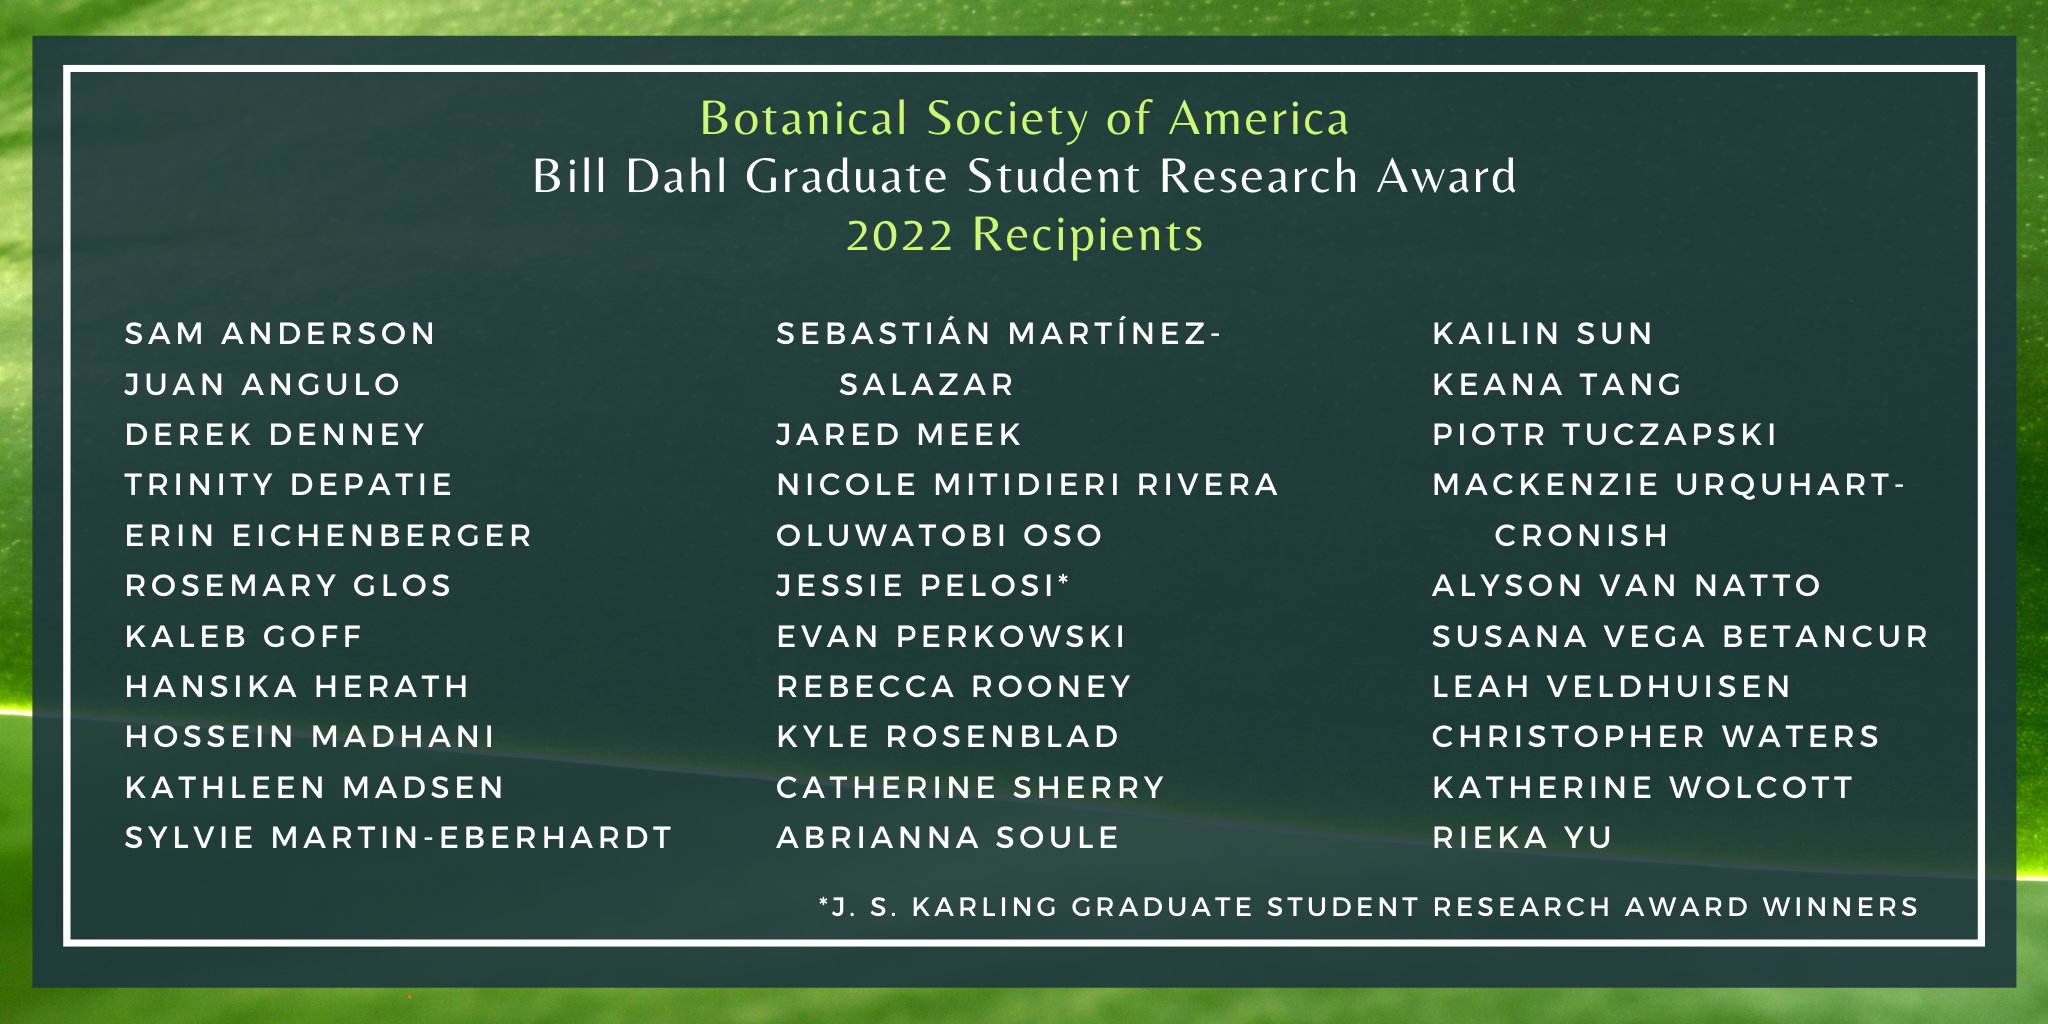 Botanical Society of America
Bill Dahl Graduate Student Research Award
2022 Recipients
SAM ANDERSON
JUAN ANGULO
DEREK DENNEY
TRINITY DEPATIE
ERIN EICHENBERGER
ROSEMARY GLOS
KALEB GOFF
HANSIKA HERATH
HOSSEIN MADHANI
KATHLEEN MADSEN
SYLVIE MARTIN-EBERHARDT
SEBASTIÁN MARTÍNEZ-
SALAZAR
JARED MEEK
NICOLE MITIDIERI RIVERA
OLUWATOBI OSO
JESSIE PELOSI*
EVAN PERKOWSKI
REBECCA ROONEY
KYLE ROSENBLAD
CATHERINE SHERRY
ABRIANNA SOULE
KAILIN SUN
KEANA TANG
PIOTR TUCZAPSKI
MACKENZIE URQUHART-
CRONISH
ALYSON VAN NATTO
SUSANA VEGA BETANCUR
LEAH VELDHUISEN
CHRISTOPHER WATERS
KATHERINE WOLCOTT
RIEKA YU
*J. S. KARLING GRADUATE STUDENT RESEARCH AWARD WINNERS